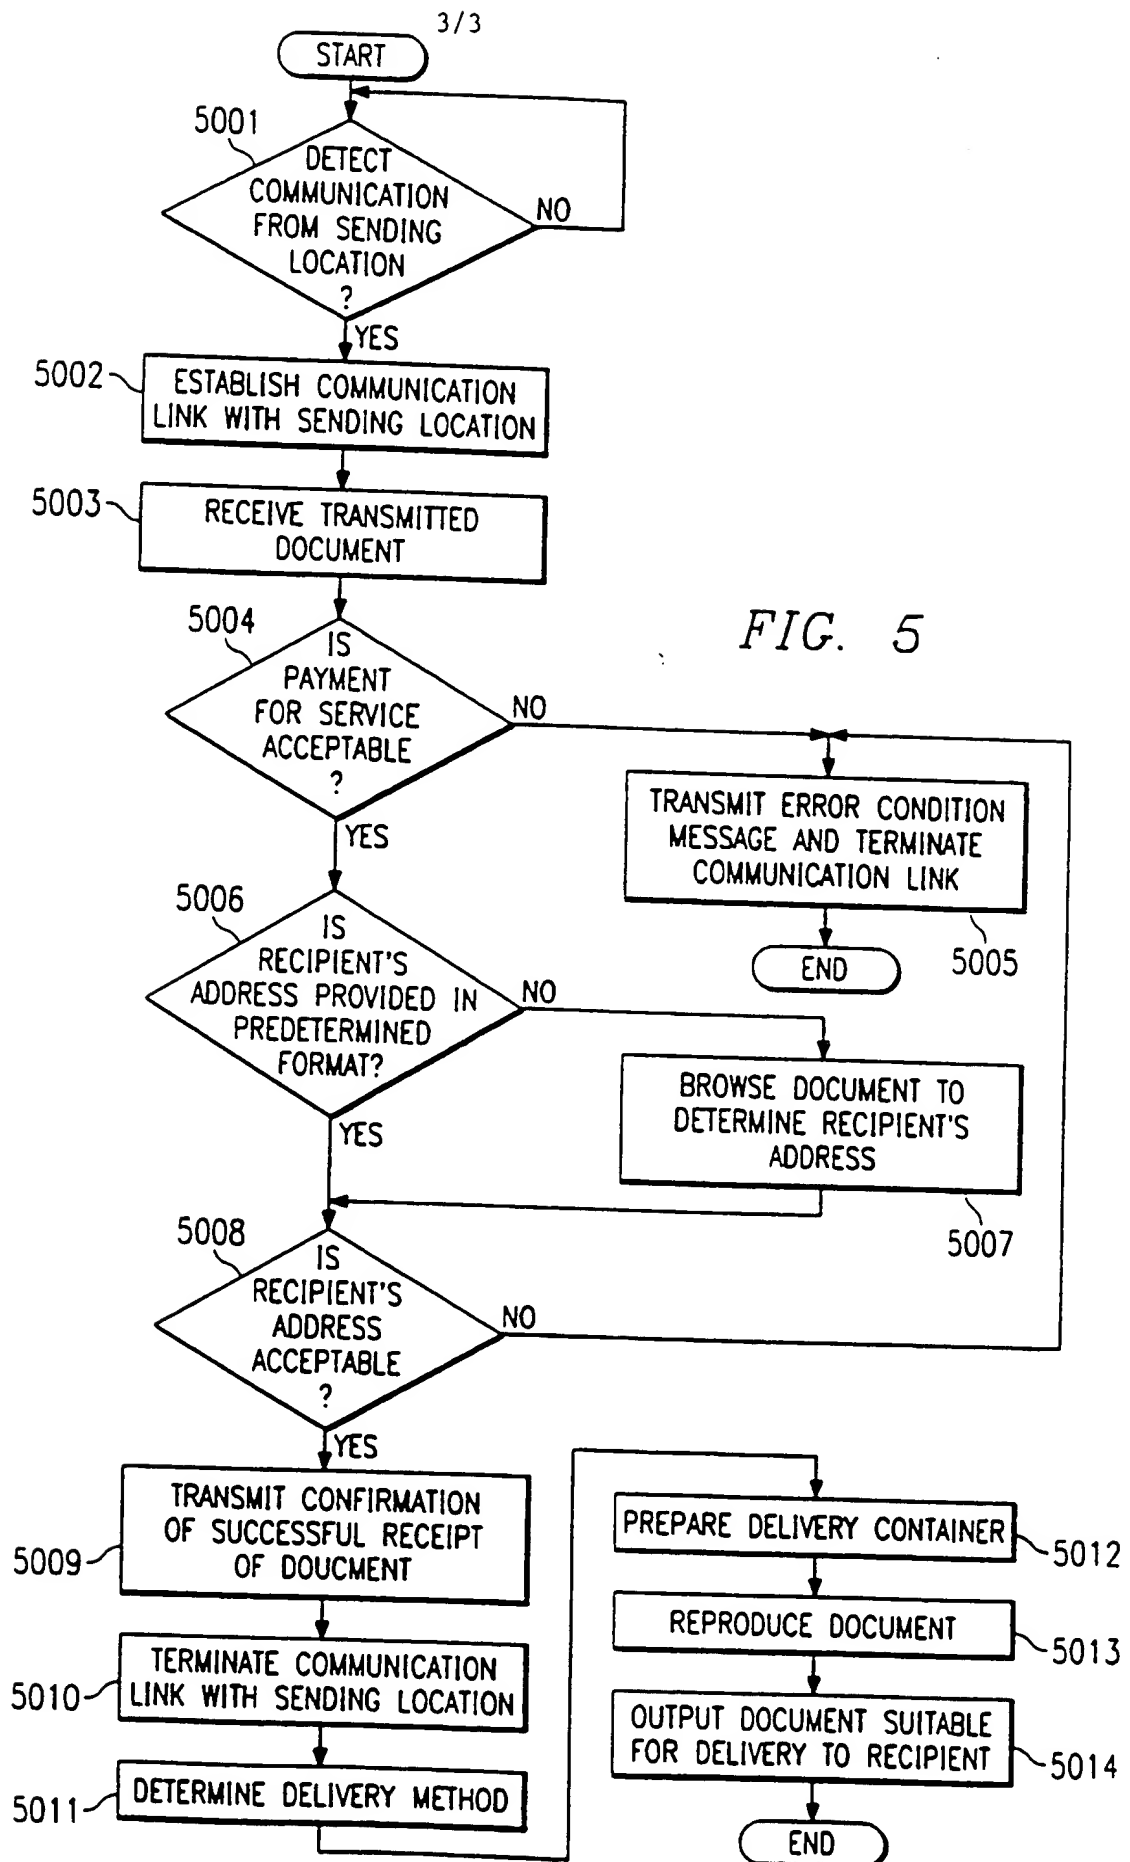 3/3
START
5001
DETECT
COMMUNICATION
FROM SENDING
LOCATION
?
NO
YES
5002
ESTABLISH COMMUNICATION
LINK WITH SENDING LOCATION
5003
RECEIVE TRANSMITTED
DOCUMENT
FIG. 5
5004
IS
PAYMENT
FOR SERVICE
ACCEPTABLE
?
NO
YES
TRANSMIT ERROR CONDITION
MESSAGE AND TERMINATE
COMMUNICATION LINK
5005
END
5006
IS
RECIPIENT'S
ADDRESS PROVIDED IN
PREDETERMINED
FORMAT?
NO
YES
BROWSE DOCUMENT TO
DETERMINE RECIPIENT'S
ADDRESS
5007
5008
IS
RECIPIENT'S
ADDRESS
ACCEPTABLE
?
NO
YES
TRANSMIT CONFIRMATION
OF SUCCESSFUL RECEIPT
OF DOUCMENT
5009
TERMINATE COMMUNICATION
LINK WITH SENDING LOCATION
5010
DETERMINE DELIVERY METHOD
5011
PREPARE DELIVERY CONTAINER
5012
REPRODUCE DOCUMENT
5013
OUTPUT DOCUMENT SUITABLE
FOR DELIVERY TO RECIPIENT
5014
END